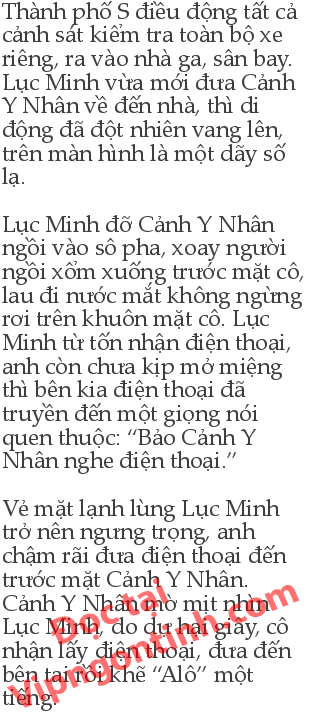 Thành phố S điều động tất cả
cảnh sát kiểm tra toàn bộ xe
riêng, ra vào nhà ga, sân bay.
Lục Minh vừa mới đưa Cảnh
Y Nhân về đến nhà, thì di
động đã đột nhiên vang lên,
trên màn hình là một dãy số
lạ.

Lục Minh đỡ Cảnh Y Nhân
ngồi vào sô pha, xoay người
ngồi xổm xuống trước mặt cô,
lau đi nước mắt không ngừng
rơi trên khuôn mặt cô. Lục
Minh từ tốn nhận điện thoại,
anh còn chưa kịp mở miệng
thì bên kia điện thoại đã
truyền đến một giọng nói
quen thuộc: “Bảo Cảnh Y
Nhân nghe điện thoại.”

Vẻ mặt lạnh lùng Lục Minh
trở nên ngưng trọng, anh
chậm rãi đưa điện thoại đến
trước mặt Cảnh Y Nhân.
Cảnh Y Nhân mờ mịt nhìn
Lục Minh, do dự hai giây, cô
nhận lấy điện thoại, đưa đến
bên tai rồi khẽ “Alô” một
tiếng.
Đọc tại
Vipngontinh.com